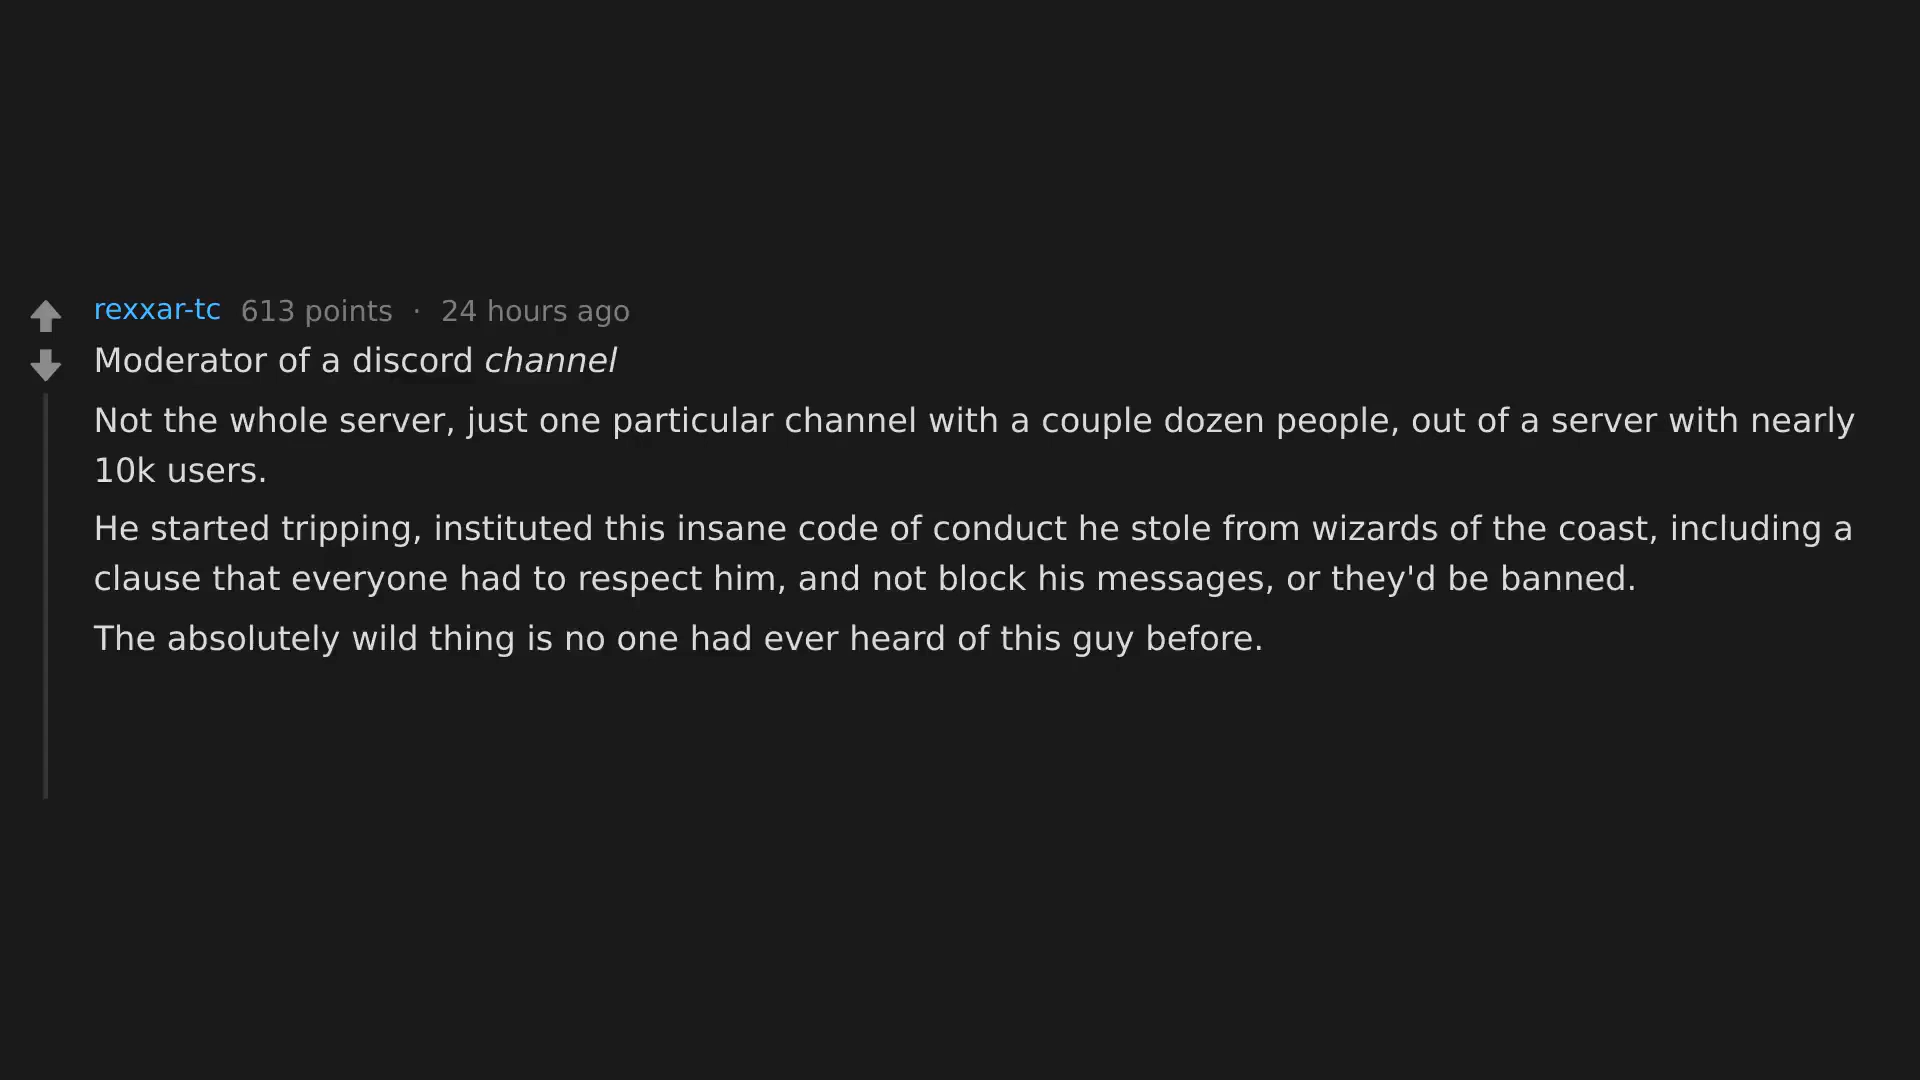 rexxar-tc 613 points · 24 hours ago
Moderator of a discord channel
Not the whole server, just one particular channel with a couple dozen people, out of a server with nearly
10k users.
He started tripping, instituted this insane code of conduct he stole from wizards of the coast, including a
clause that everyone had to respect him, and not block his messages, or they'd be banned.
The absolutely wild thing is no one had ever heard of this guy before.